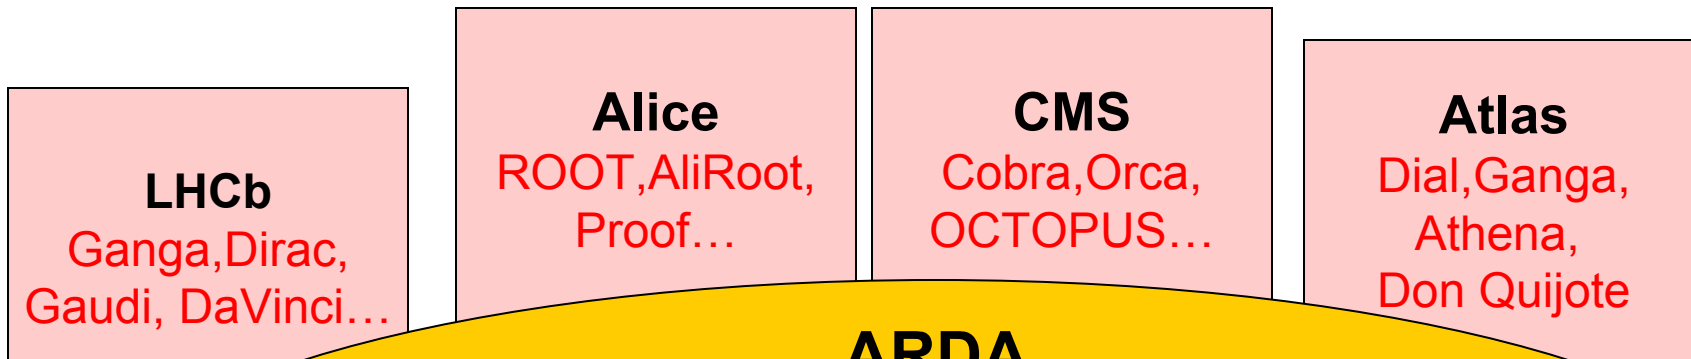 LHCb
Ganga,Dirac,
Gaudi, DaVinci…
Alice
ROOT,AliRoot,
Proof…
CMS
Cobra,Orca,
OCTOPUS…
Atlas
Dial,Ganga,
Athena,
Don Quijote
ARDA